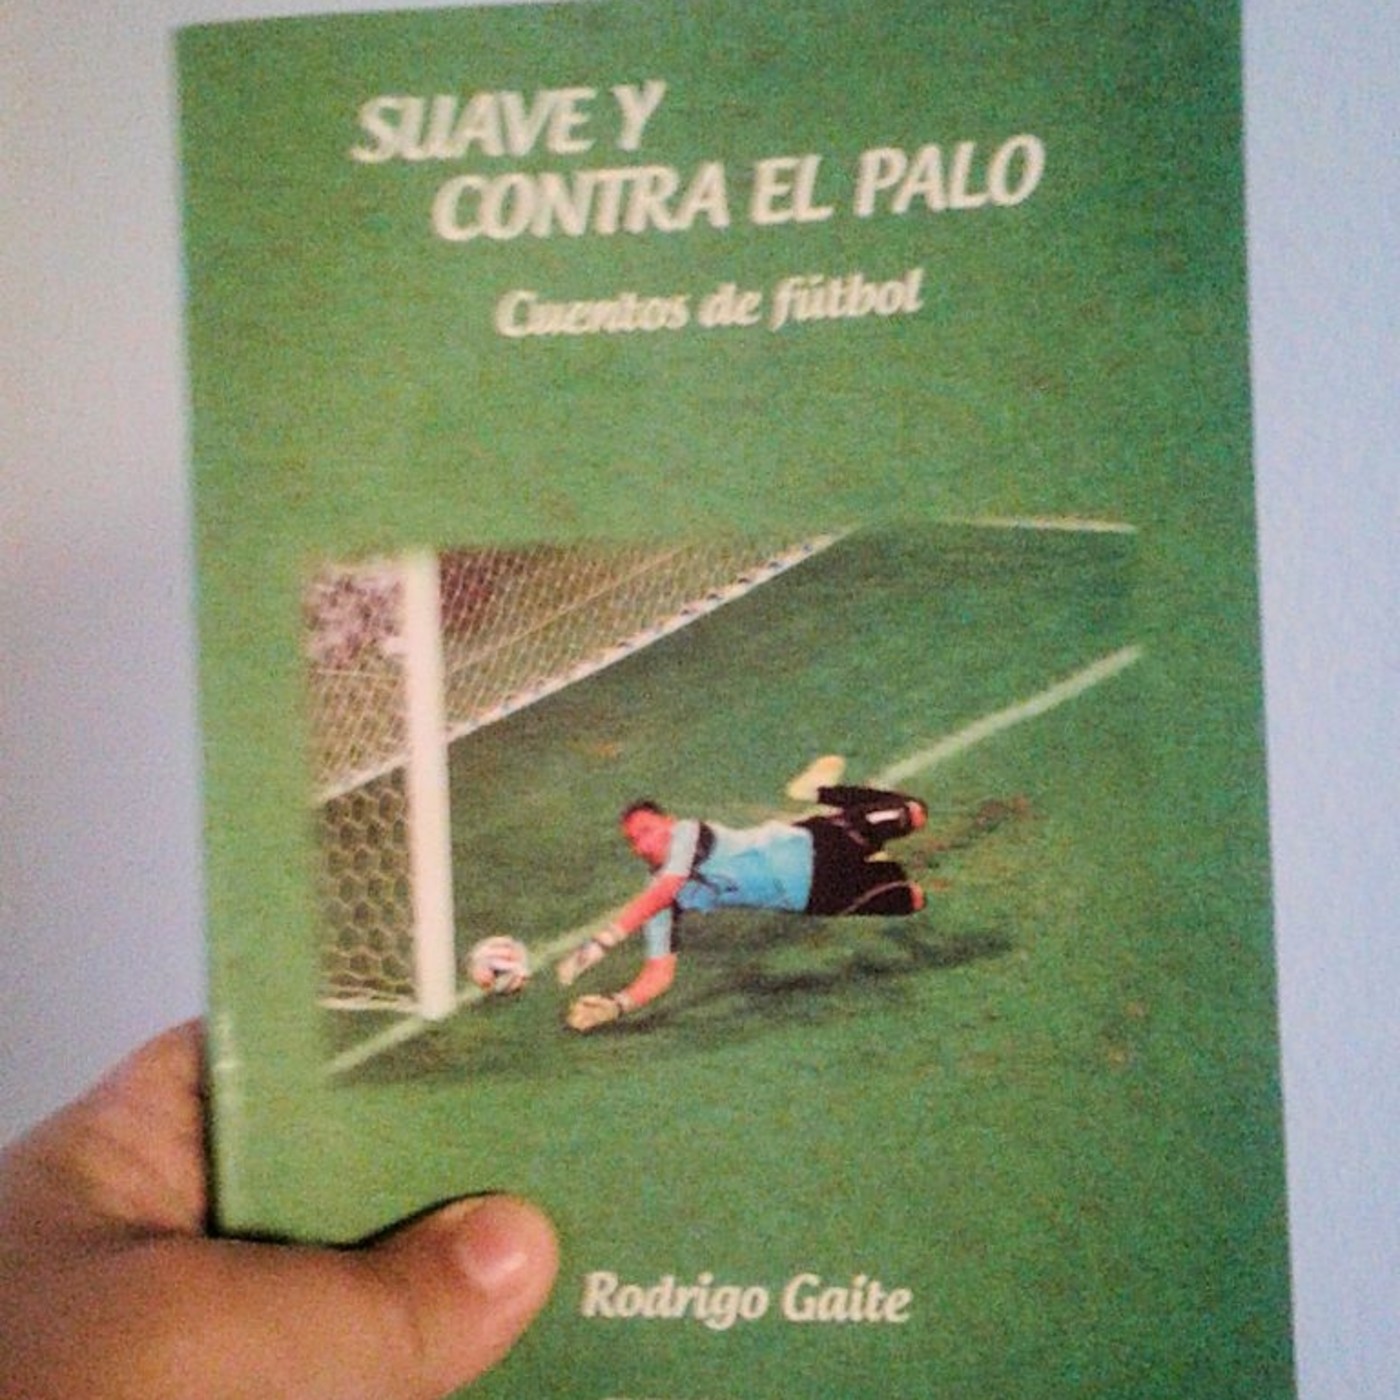 SUAVE Y
CONTRA EL PALO
Cuentos de fútbol
Rodrigo Gaite